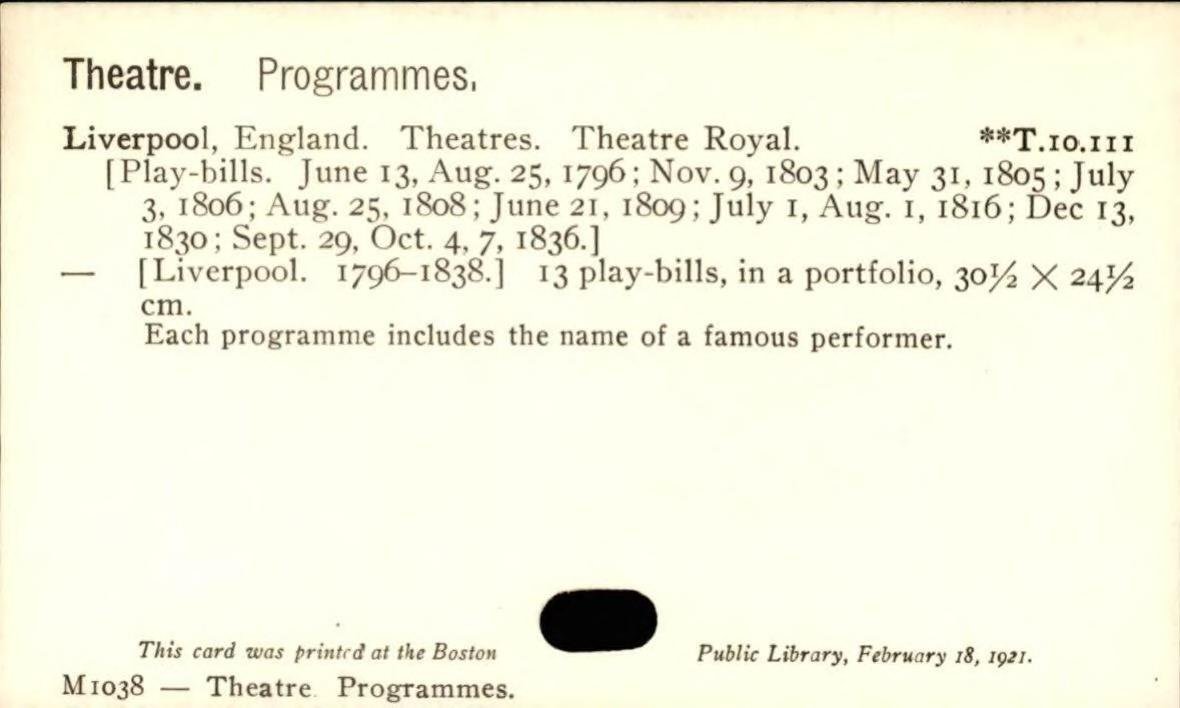 Theatre. Programmes.
Liverpool, England. Theatres. Theatre Royal. **T.10.111
[Play-bills. June 13, Aug. 25, 1796; Nov. 9, 1803; May 31, 1805; July
3, 1806; Aug. 25, 1808; June 21, 1809; July 1, Aug. 1, 1816; Dec 13,
1830; Sept. 29, Oct. 4, 7, 1836.]
— [Liverpool. 1796–1838.] 13 play-bills, in a portfolio, 30½ × 24½
cm.
Each programme includes the name of a famous performer.
This card was printed at the Boston Public Library, February 18, 1921.
M1038 — Theatre Programmes.